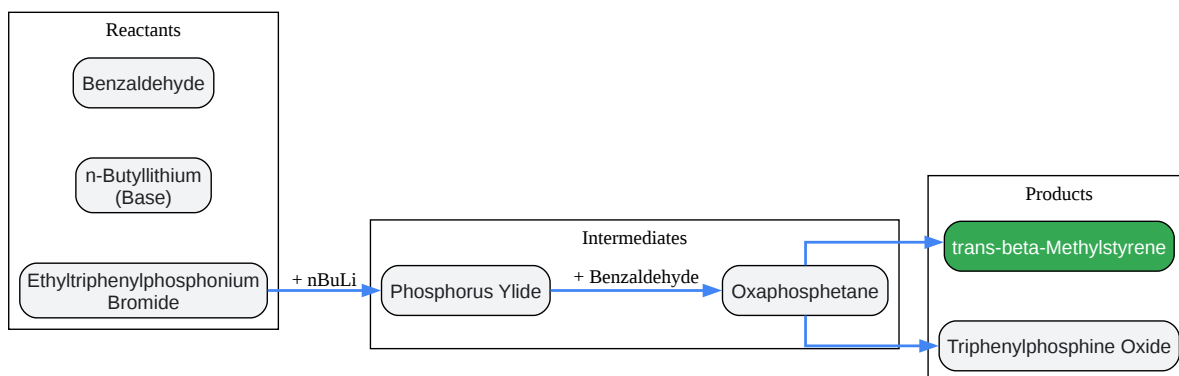 Reactants
Benzaldehyde
n-Butyllithium
(Base)
Ethyltriphenylphosphonium
Bromide
+ nBuLi
Intermediates
Phosphorus Ylide
+ Benzaldehyde
Oxaphosphetane
Products
trans-beta-Methylstyrene
Triphenylphosphine Oxide